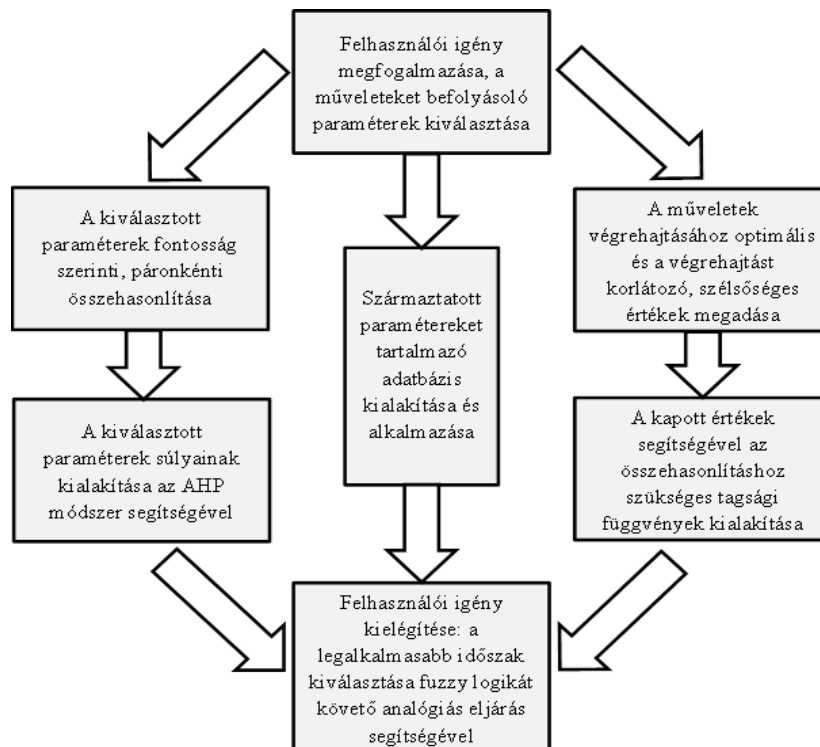 Felhasználói igény
megfogalmazása, a
műveleteket befolyásoló
paraméterek kiválasztása
A kiválasztott
paraméterek fontosság
szerinti, páronkénti
összehasonlítása
Származtatott
paramétereket
tartalmazó
adatbázis
kialakítása és
alkalmazása
A műveletek
végrehajtásához optimális
és a végrehajtást
korlátozó, szélsőséges
értékek megadása
A kiválasztott
paraméterek súlyainak
kialakítása az AHP
módszer segítségével
A kapott értékek
segítségével az
összehasonlításhoz
szükséges tagsági
függvények kialakítása
Felhasználói igény
kielégítése: a
legalkalmasabb időszak
kiválasztása fuzzy logikát
követő analógiás eljárás
segítségével